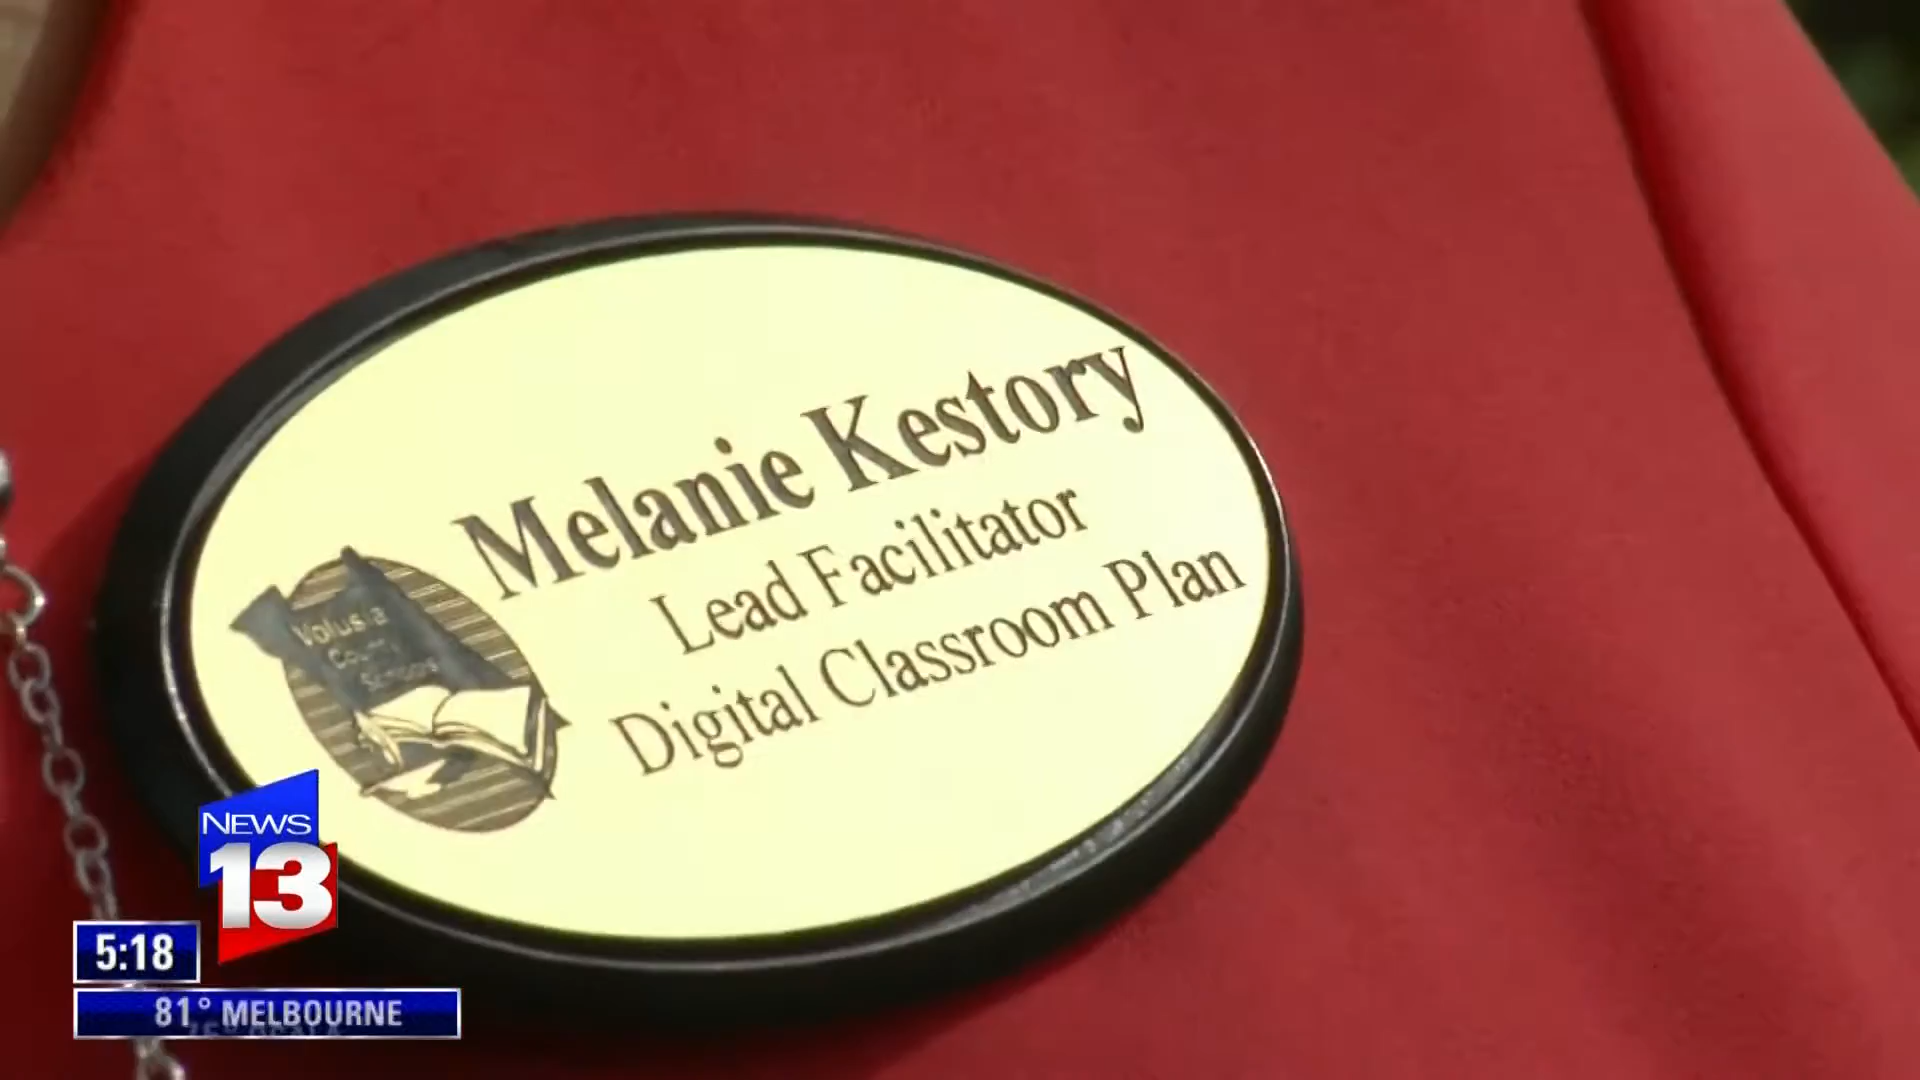 Melanie Kestory
Lead Facilitator
Digital Classroom Plan
Volusia
County
Schools
NEWS
13
5:18
81° MELBOURNE